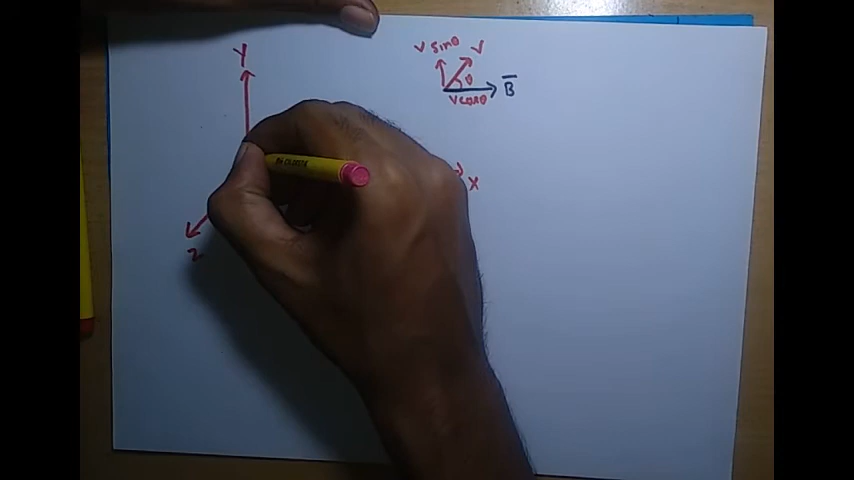 Y
V sinθ V
θ
B̅
V cosθ
X
Z